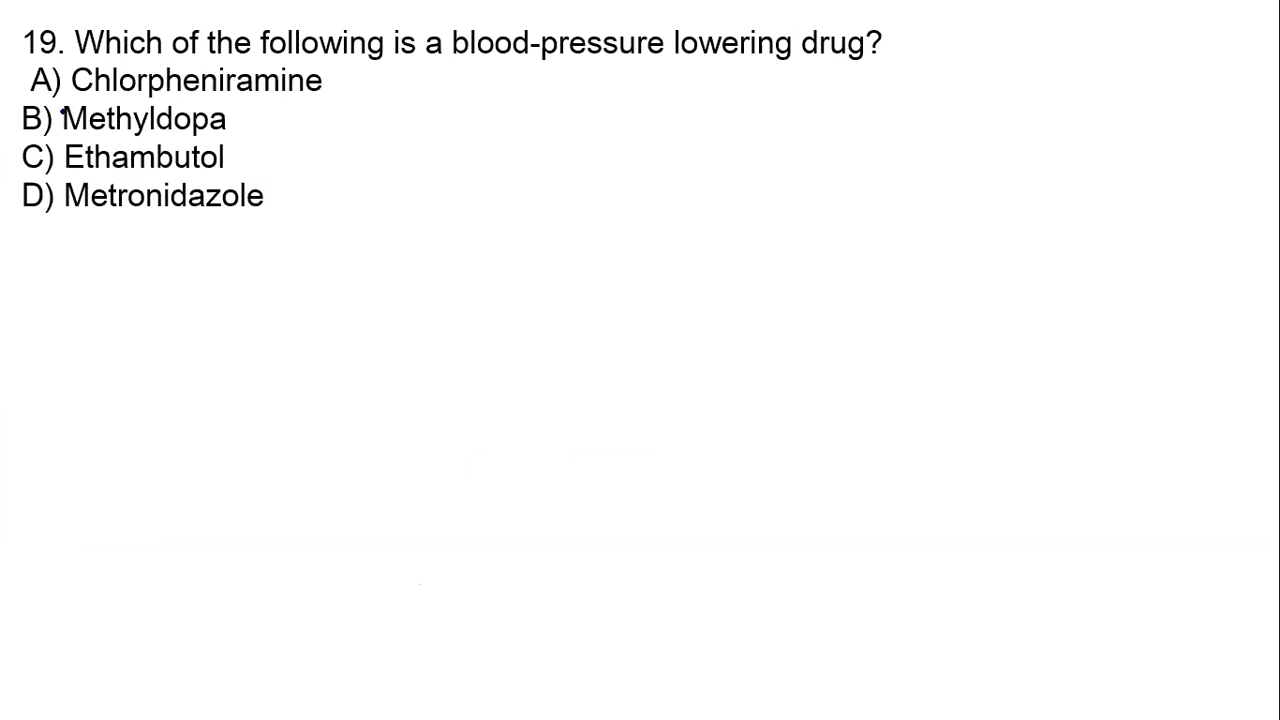 19. Which of the following is a blood-pressure lowering drug?
A) Chlorpheniramine
B) Methyldopa
C) Ethambutol
D) Metronidazole